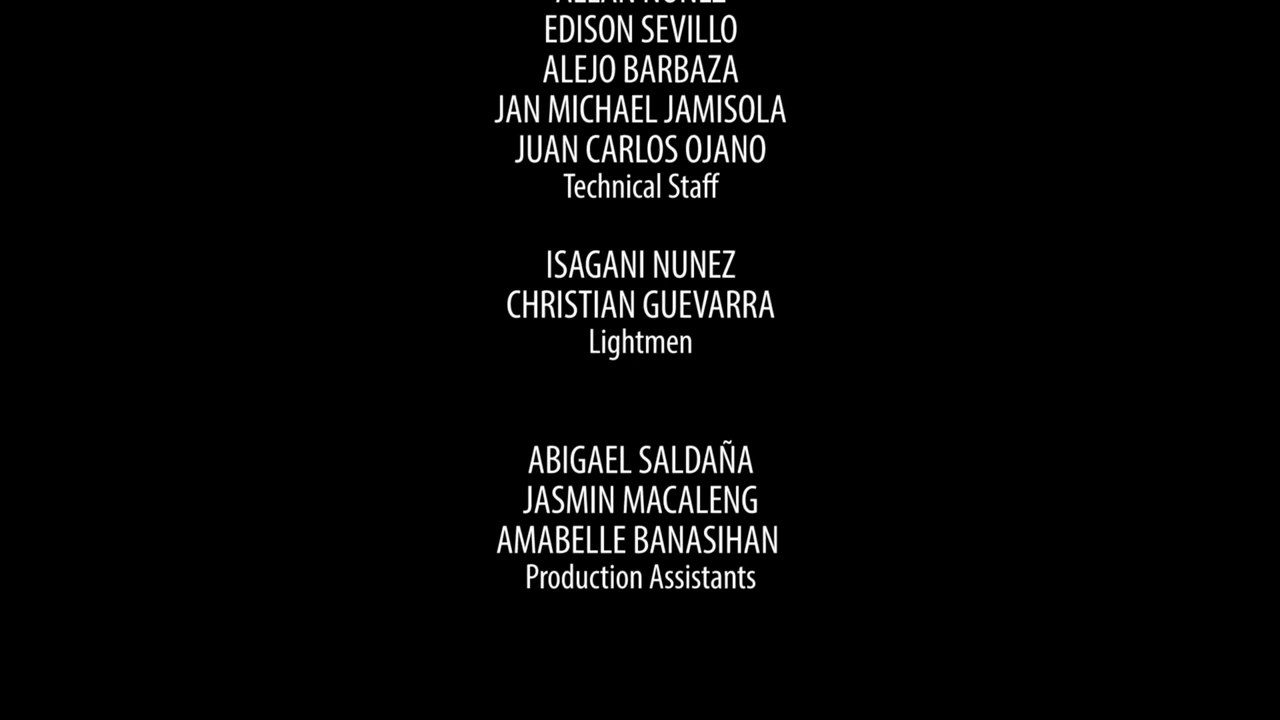 EDISON SEVILLO
ALEJO BARBAZA
JAN MICHAEL JAMISOLA
JUAN CARLOS OJANO
Technical Staff
ISAGANI NUNEZ
CHRISTIAN GUEVARRA
Lightmen
ABIGAEL SALDAÑA
JASMIN MACALENG
AMABELLE BANASIHAN
Production Assistants